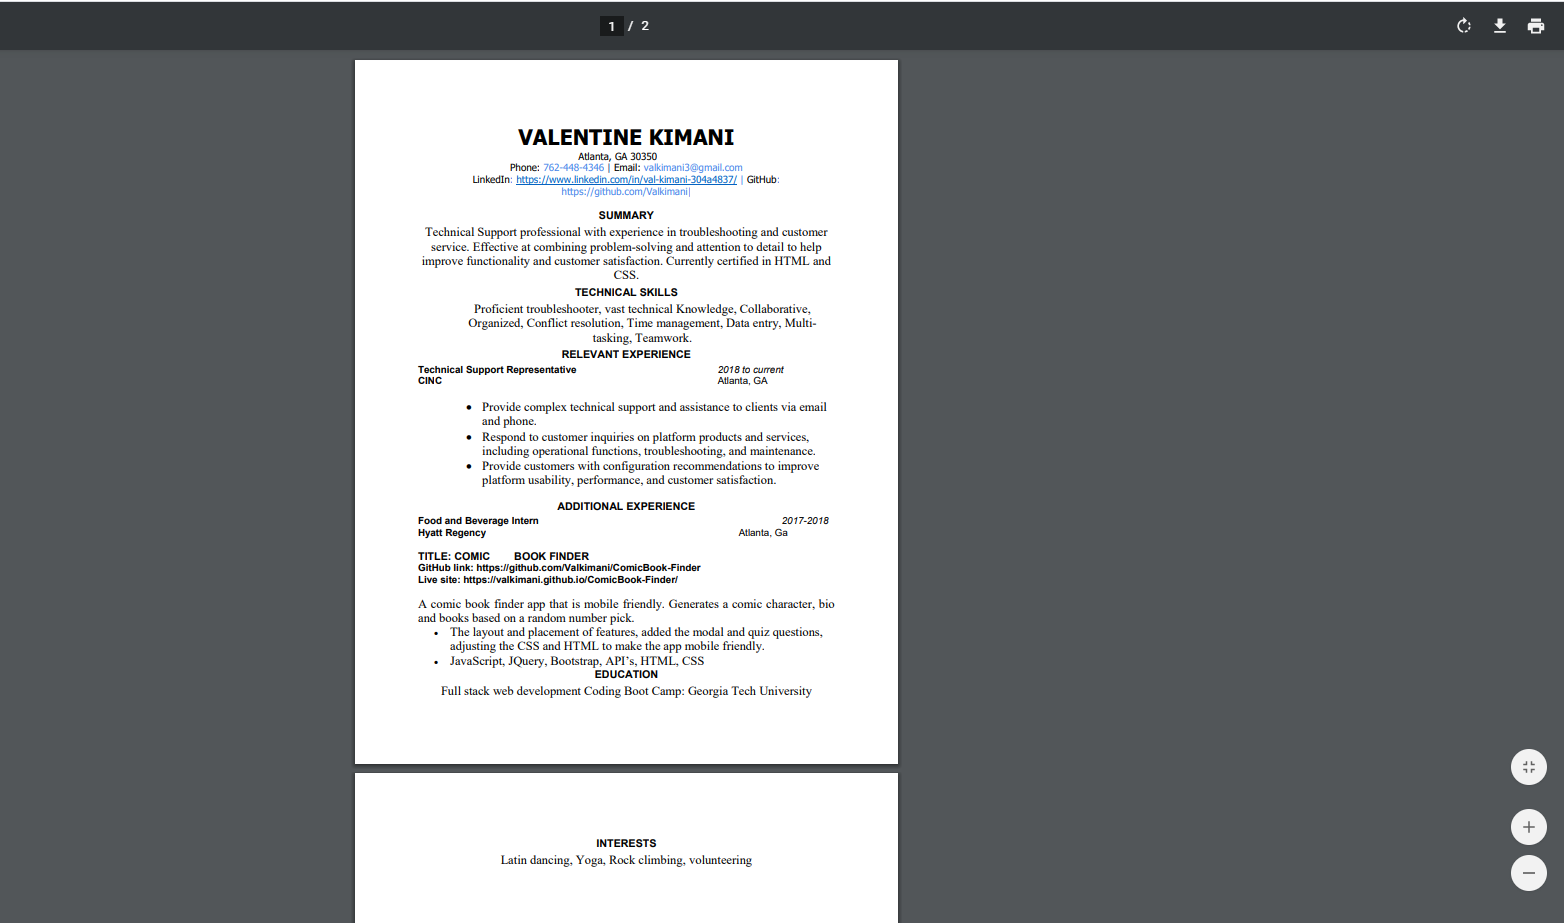 1 / 2
VALENTINE KIMANI
Atlanta, GA 30350
Phone: 762-448-4346 | Email: valkimani3@gmail.com
LinkedIn: https://www.linkedin.com/in/val-kimani-304a4837/ | GitHub:
https://github.com/Valkimani|
SUMMARY
Technical Support professional with experience in troubleshooting and customer
service. Effective at combining problem-solving and attention to detail to help
improve functionality and customer satisfaction. Currently certified in HTML and
CSS.
TECHNICAL SKILLS
Proficient troubleshooter, vast technical Knowledge, Collaborative,
Organized, Conflict resolution, Time management, Data entry, Multi-
tasking, Teamwork.
RELEVANT EXPERIENCE
Technical Support Representative 2018 to current
CINC Atlanta, GA
• Provide complex technical support and assistance to clients via email
and phone.
• Respond to customer inquiries on platform products and services,
including operational functions, troubleshooting, and maintenance.
• Provide customers with configuration recommendations to improve
platform usability, performance, and customer satisfaction.
ADDITIONAL EXPERIENCE
Food and Beverage Intern 2017-2018
Hyatt Regency Atlanta, Ga
TITLE: COMIC BOOK FINDER
GitHub link: https://github.com/Valkimani/ComicBook-Finder
Live site: https://valkimani.github.io/ComicBook-Finder/
A comic book finder app that is mobile friendly. Generates a comic character, bio
and books based on a random number pick.
• The layout and placement of features, added the modal and quiz questions,
adjusting the CSS and HTML to make the app mobile friendly.
• JavaScript, JQuery, Bootstrap, API's, HTML, CSS
EDUCATION
Full stack web development Coding Boot Camp: Georgia Tech University
INTERESTS
Latin dancing, Yoga, Rock climbing, volunteering